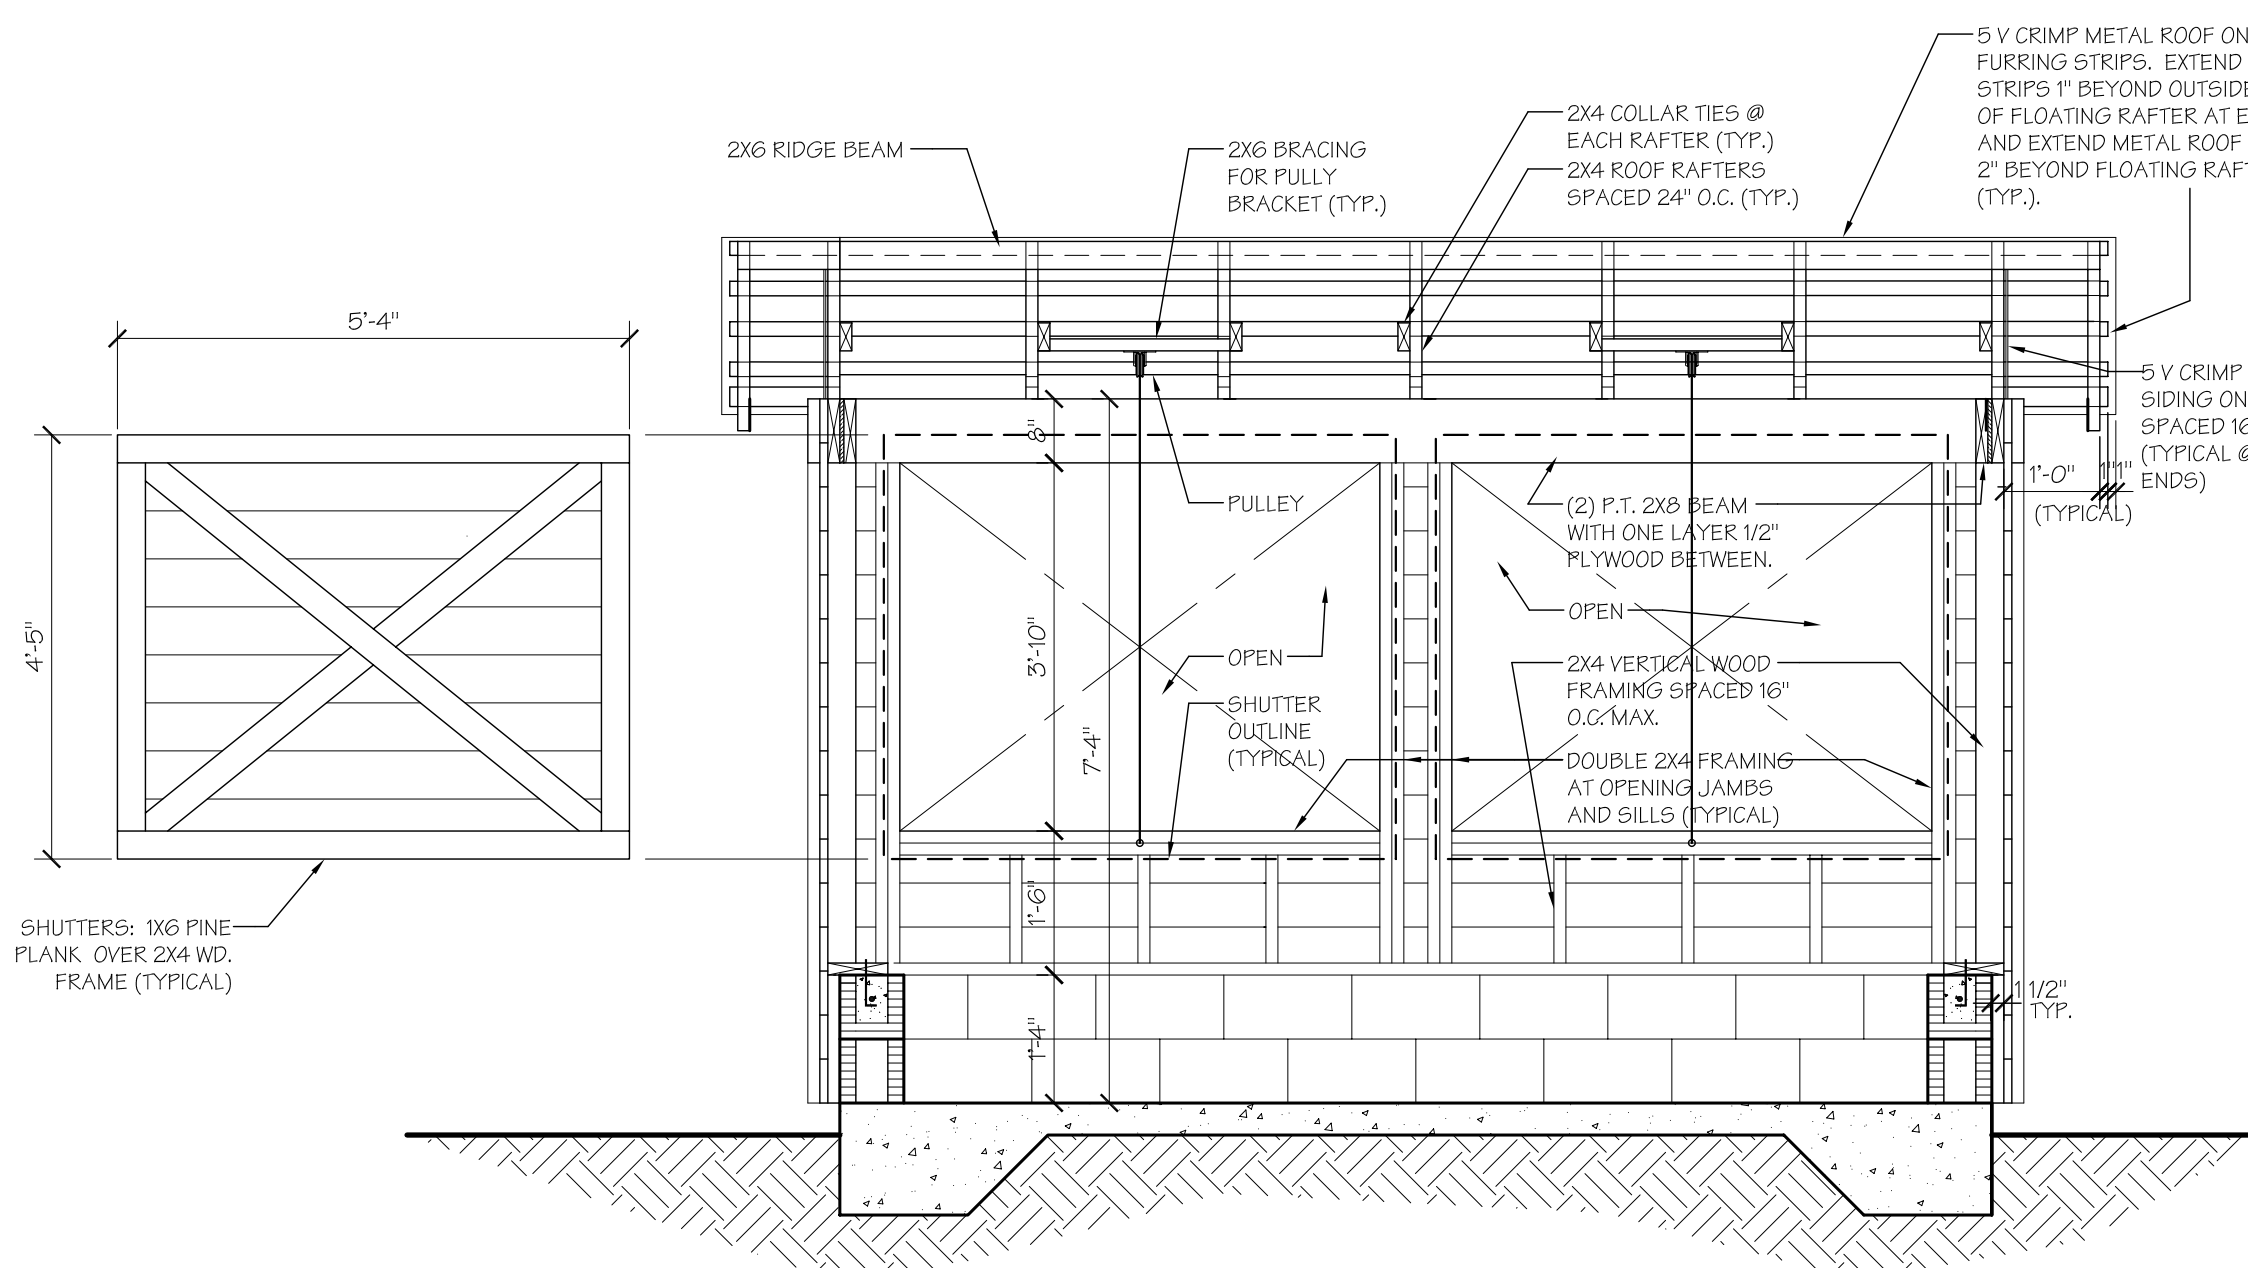 5 V CRIMP METAL ROOF ON
FURRING STRIPS. EXTEND
STRIPS 1" BEYOND OUTSIDE
OF FLOATING RAFTER AT
AND EXTEND METAL ROOF
2" BEYOND FLOATING
(TYP.).
2X6 RIDGE BEAM
2X6 BRACING
FOR PULLY
BRACKET (TYP.)
2X4 COLLAR TIES @
EACH RAFTER (TYP.)
2X4 ROOF RAFTERS
SPACED 24" O.C. (TYP.)
5'-4"
4'-5"
5 V CRIMP
SIDING ON
SPACED
(TYPICAL @
ENDS)
1'-0"
1"
1"
(TYPICAL)
8"
PULLEY
(2) P.T. 2X8 BEAM
WITH ONE LAYER 1/2"
PLYWOOD BETWEEN.
OPEN
3'-10"
7'-4"
OPEN
SHUTTER
OUTLINE
(TYPICAL)
2X4 VERTICAL WOOD
FRAMING SPACED 16"
O.C. MAX.
DOUBLE 2X4 FRAMING
AT OPENING JAMBS
AND SILLS (TYPICAL)
1'-6"
1'-4"
SHUTTERS: 1X6 PINE
PLANK OVER 2X4 WD.
FRAME (TYPICAL)
1 1/2"
TYP.